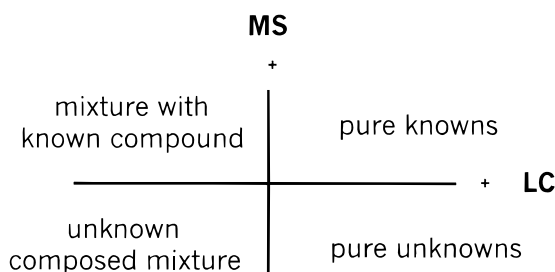 MS
+
mixture with
known compound
pure knowns
+ LC
unknown
composed mixture
pure unknowns